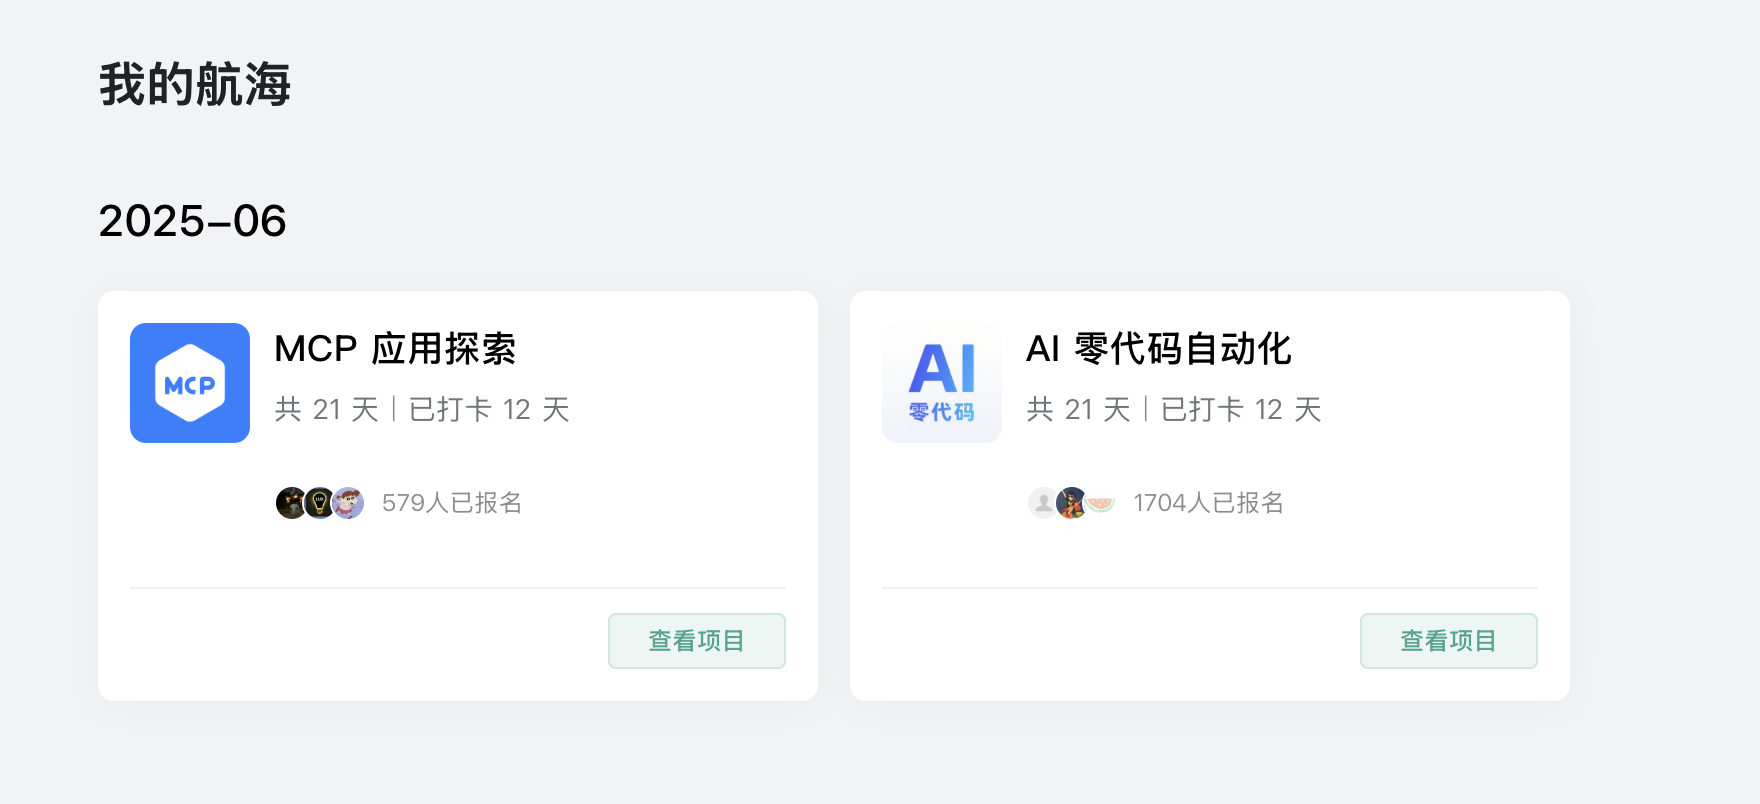 我的航海
2025-06
MCP
MCP 应用探索
共 21 天 | 已打卡 12 天
579人已报名
查看项目
AI
零代码
AI 零代码自动化
共 21 天 | 已打卡 12 天
1704人已报名
查看项目